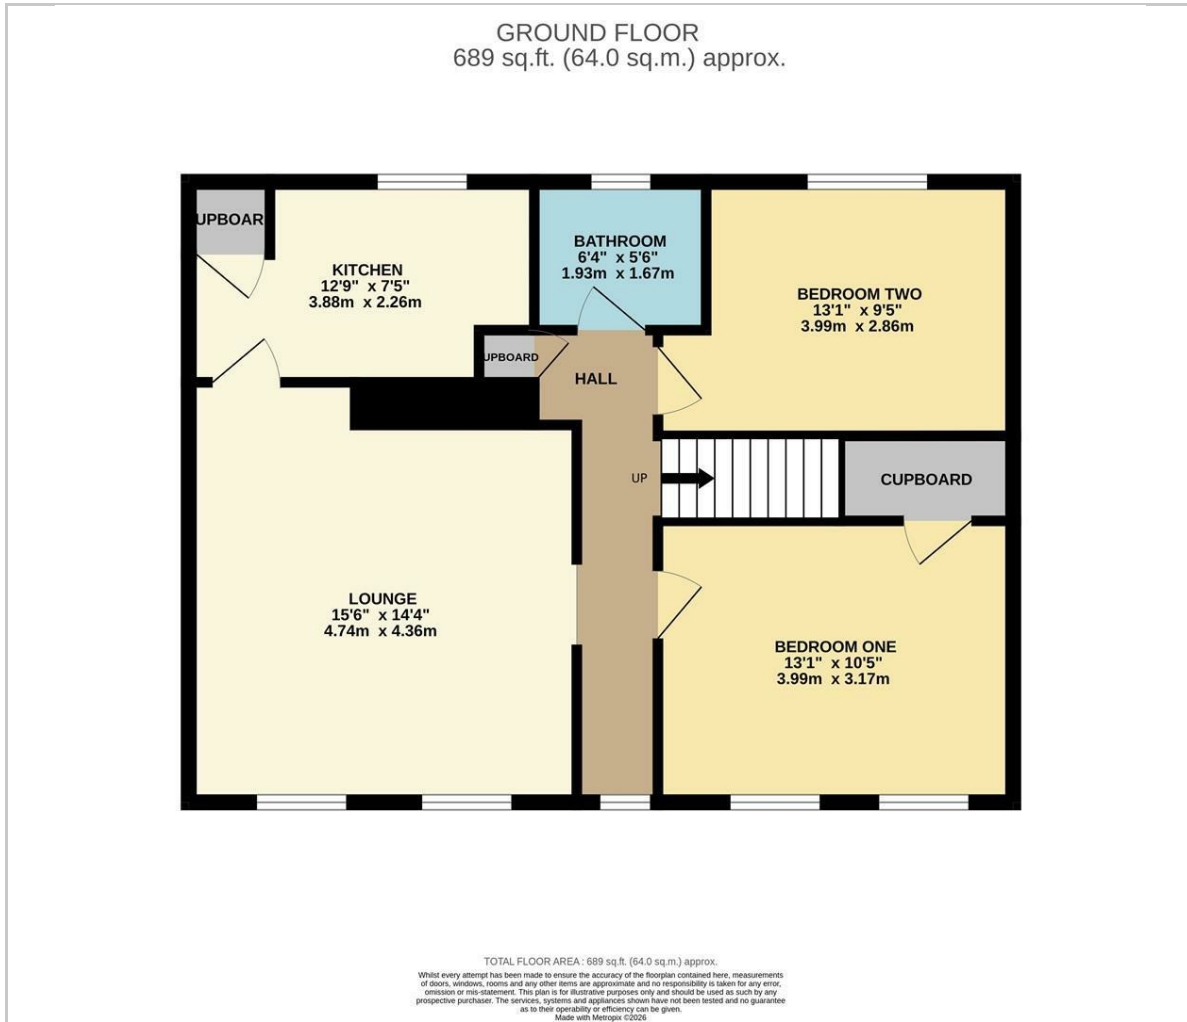 GROUND FLOOR
689 sq.ft. (64.0 sq.m.) approx.
UPBOAR
KITCHEN
12'9" x 7'5"
3.88m x 2.26m
BATHROOM
6'4" x 5'6"
1.93m x 1.67m
BEDROOM TWO
13'1" x 9'5"
3.99m x 2.86m
UPBOARD
HALL
UP
CUPBOARD
LOUNGE
15'6" x 14'4"
4.74m x 4.36m
BEDROOM ONE
13'1" x 10'5"
3.99m x 3.17m
TOTAL FLOOR AREA : 689 sq.ft. (64.0 sq.m.) approx.
Whilst every attempt has been made to ensure the accuracy of the floorplan contained here, measurements
of doors, windows, rooms and any other items are approximate and no responsibility is taken for any error,
omission or mis-statement. This plan is for illustrative purposes only and should be used as such by any
prospective purchaser. The services, systems and appliances shown have not been tested and no guarantee
as to their operability or efficiency can be given.
Made with Metropix ©2026